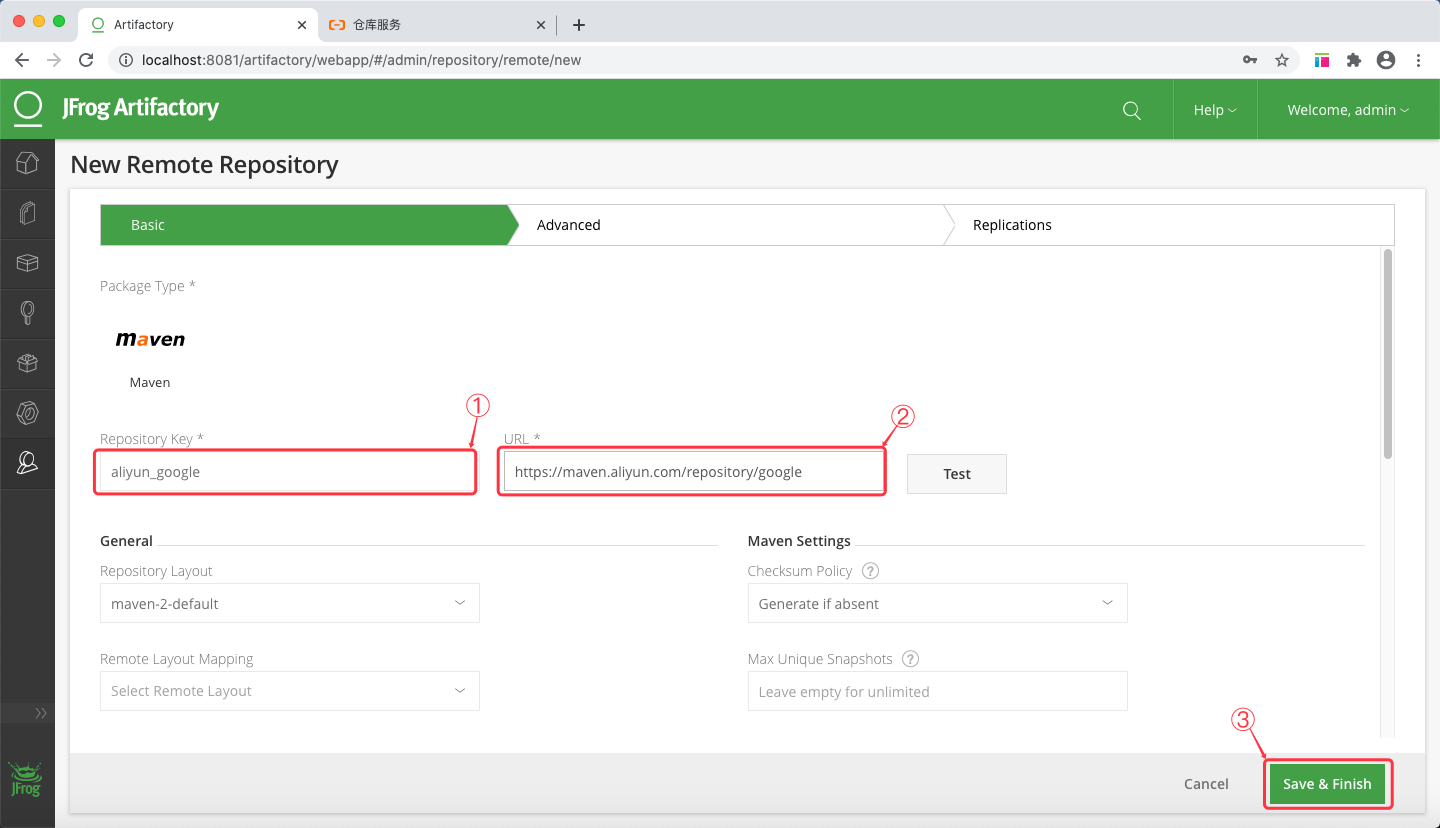 Artifactory
仓库服务
localhost:8081/artifactory/webapp/#/admin/repository/remote/new
JFrog Artifactory
Help
Welcome, admin
New Remote Repository
Basic
Advanced
Replications
Package Type *
maven
Maven
①
②
Repository Key *
URL *
aliyun_google
https://maven.aliyun.com/repository/google
Test
General
Maven Settings
Repository Layout
Checksum Policy ?
maven-2-default
Generate if absent
Remote Layout Mapping
Max Unique Snapshots ?
Select Remote Layout
Leave empty for unlimited
③
JFrog
Cancel
Save & Finish